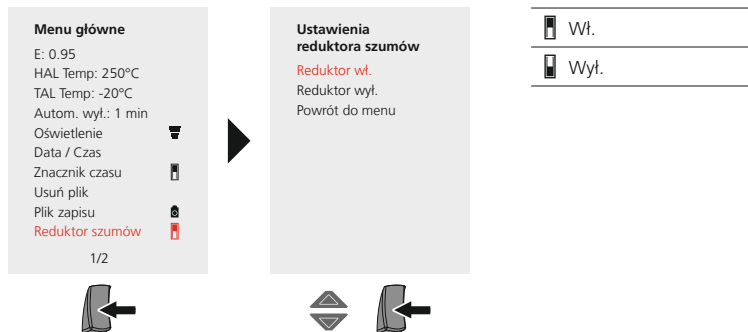 Menu główne
E: 0.95
HAL Temp: 250°C
TAL Temp: -20°C
Autom. wył.: 1 min
Oświetlenie
Data / Czas
Znacznik czasu
Usuń plik
Plik zapisu
Reduktor szumów
1/2
Ustawienia
reduktora szumów
Reduktor wł.
Reduktor wył.
Powrót do menu
Wł.
Wył.